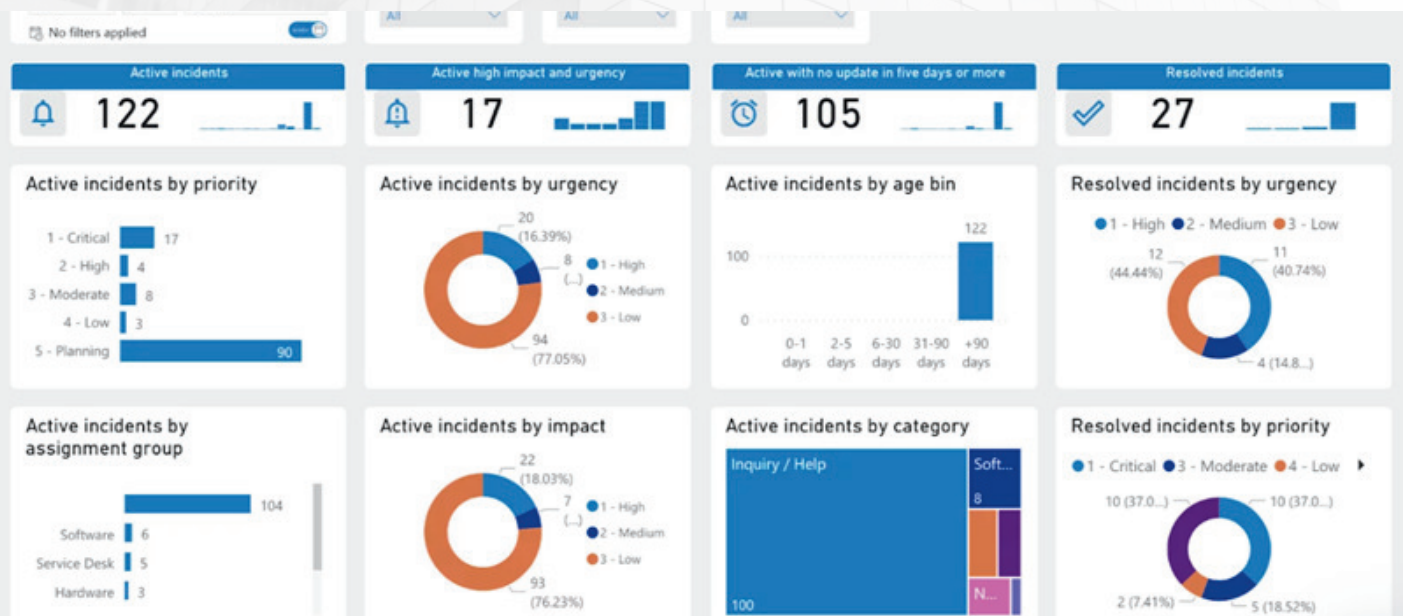 No filters applied
All
All
All
Active incidents
122
Active high impact and urgency
17
Active with no update in five days or more
105
Resolved incidents
27
Active incidents by priority
1 - Critical 17
2 - High 4
3 - Moderate 8
4 - Low 3
5 - Planning 90
Active incidents by urgency
20
(16.39%)
8
(...)
94
(77.05%)
1 - High
2 - Medium
3 - Low
Active incidents by age bin
122
100
0
0-1 2-5 6-30 31-90 +90
days days days days days
Resolved incidents by urgency
1 - High 2 - Medium 3 - Low
12
(44.44%)
11
(40.74%)
4 (14.8...)
Active incidents by
assignment group
104
Software 6
Service Desk 5
Hardware 3
Active incidents by impact
22
(18.03%)
7
(...)
93
(76.23%)
1 - High
2 - Medium
3 - Low
Active incidents by category
Inquiry / Help
100
Soft...
8
N...
Resolved incidents by priority
1 - Critical 3 - Moderate 4 - Low
10 (37.0...)
10 (37.0...)
2 (7.41%)
5 (18.52%)